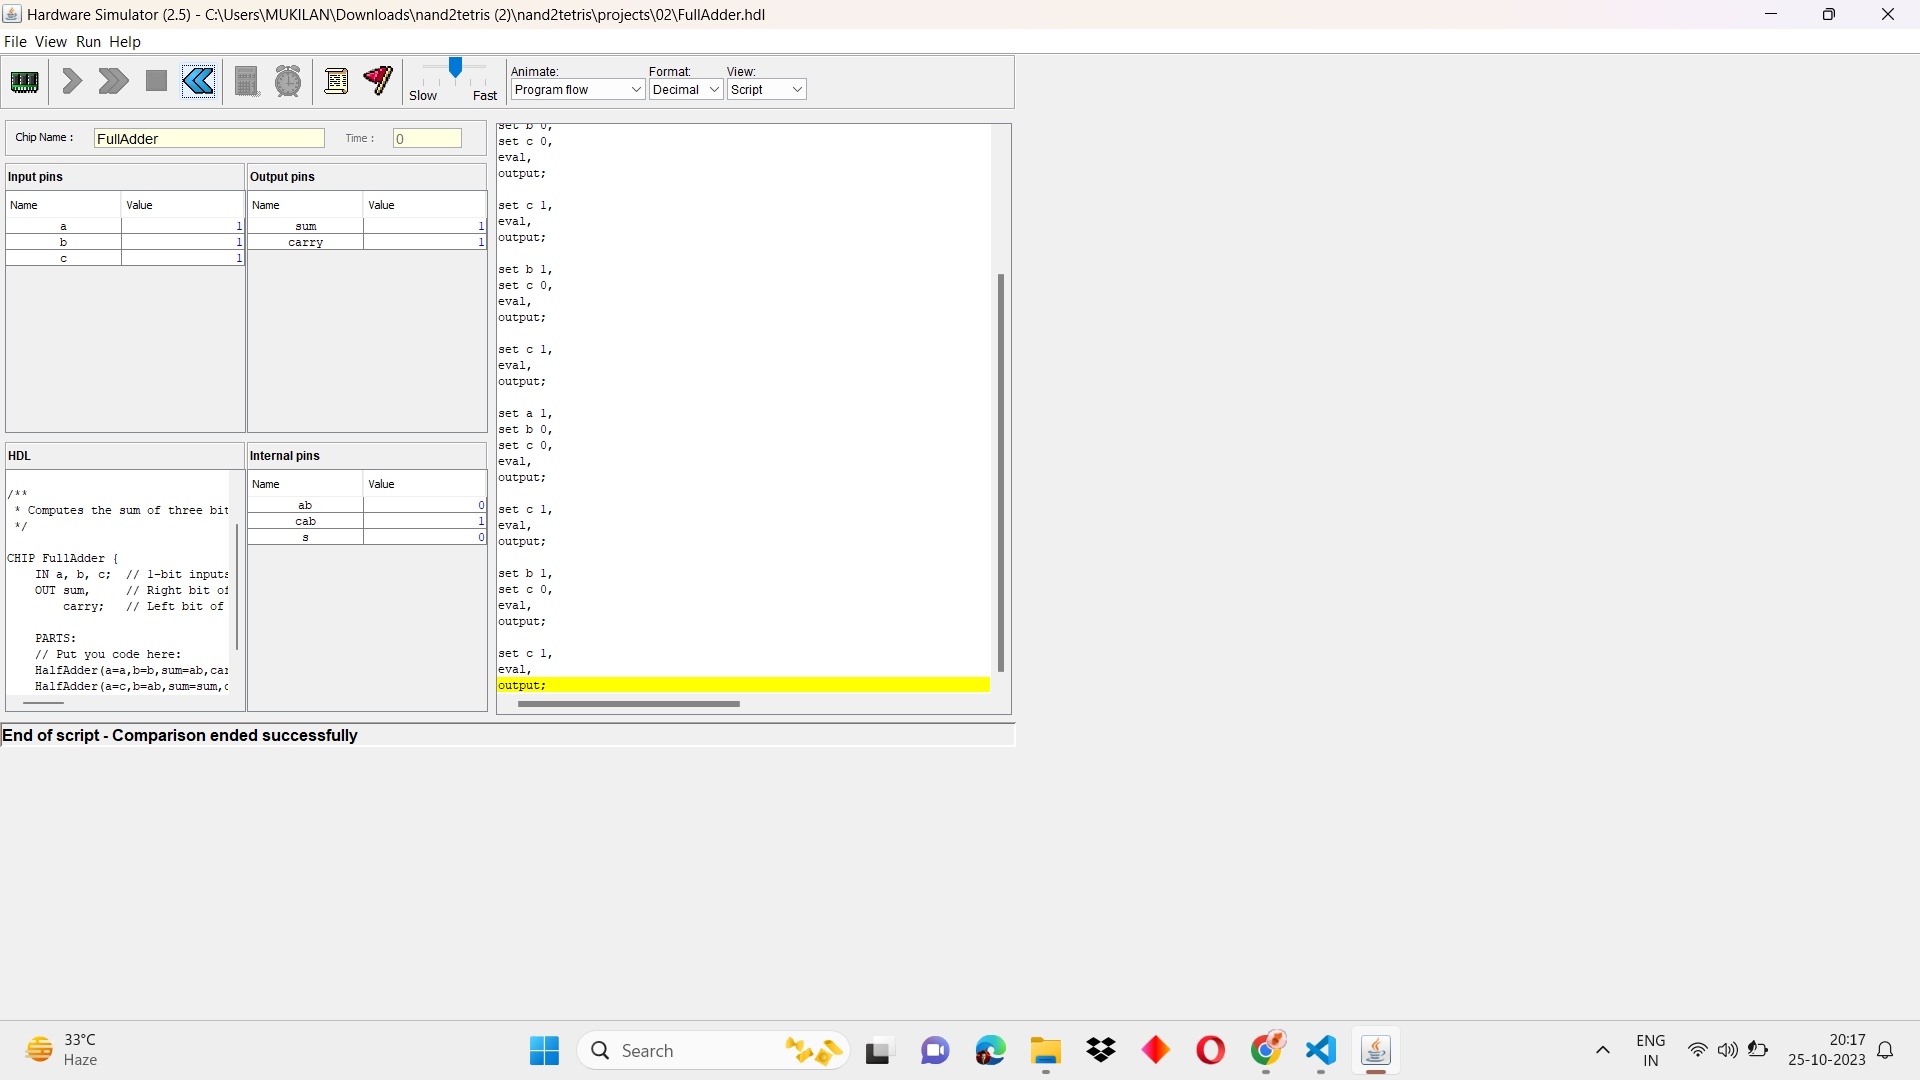 Hardware Simulator (2.5) - C:\Users\MUKILAN\Downloads\nand2tetris (2)\nand2tetris\projects\02\FullAdder.hdl
File View Run Help
Slow Fast
Animate:
Program flow
Format:
Decimal
View:
Script
Chip Name :
FullAdder
Time :
0
Input pins
Name Value
a 1
b 1
c 1
Output pins
Name Value
sum 1
carry 1
HDL
/**
* Computes the sum of three bit
*/
CHIP FullAdder {
IN a, b, c; // 1-bit inputs
OUT sum, // Right bit of
carry; // Left bit of
PARTS:
// Put you code here:
HalfAdder(a=a,b=b,sum=ab,car
HalfAdder(a=c,b=ab,sum=sum,c
Internal pins
Name Value
ab 0
cab 1
s 0
set b 0,
set c 0,
eval,
output;
set c 1,
eval,
output;
set b 1,
set c 0,
eval,
output;
set c 1,
eval,
output;
set a 1,
set b 0,
set c 0,
eval,
output;
set c 1,
eval,
output;
set b 1,
set c 0,
eval,
output;
set c 1,
eval,
output;
End of script - Comparison ended successfully
33°C
Haze
Search
ENG
IN
20:17
25-10-2023